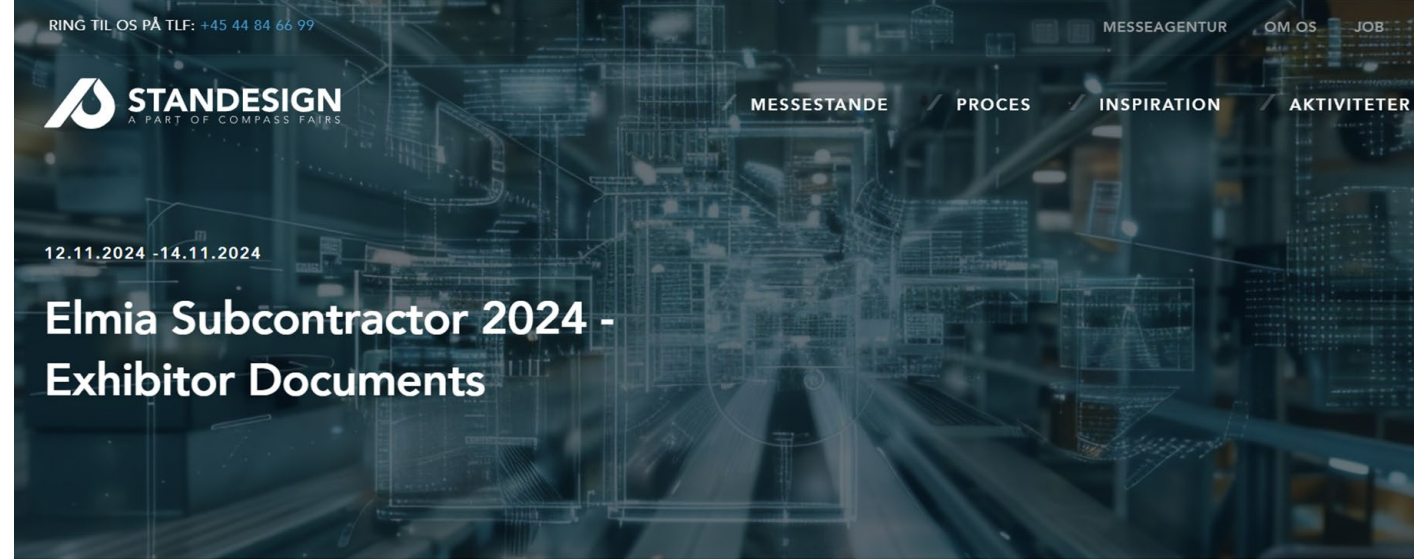 RING TIL OS PÅ TLF: +45 44 84 66 99
MESSEAGENTUR OM OS JOB
STANDESIGN
A PART OF COMPASS FAIRS
MESSESTANDE PROCES INSPIRATION AKTIVITETER
12.11.2024 -14.11.2024
Elmia Subcontractor 2024 -
Exhibitor Documents